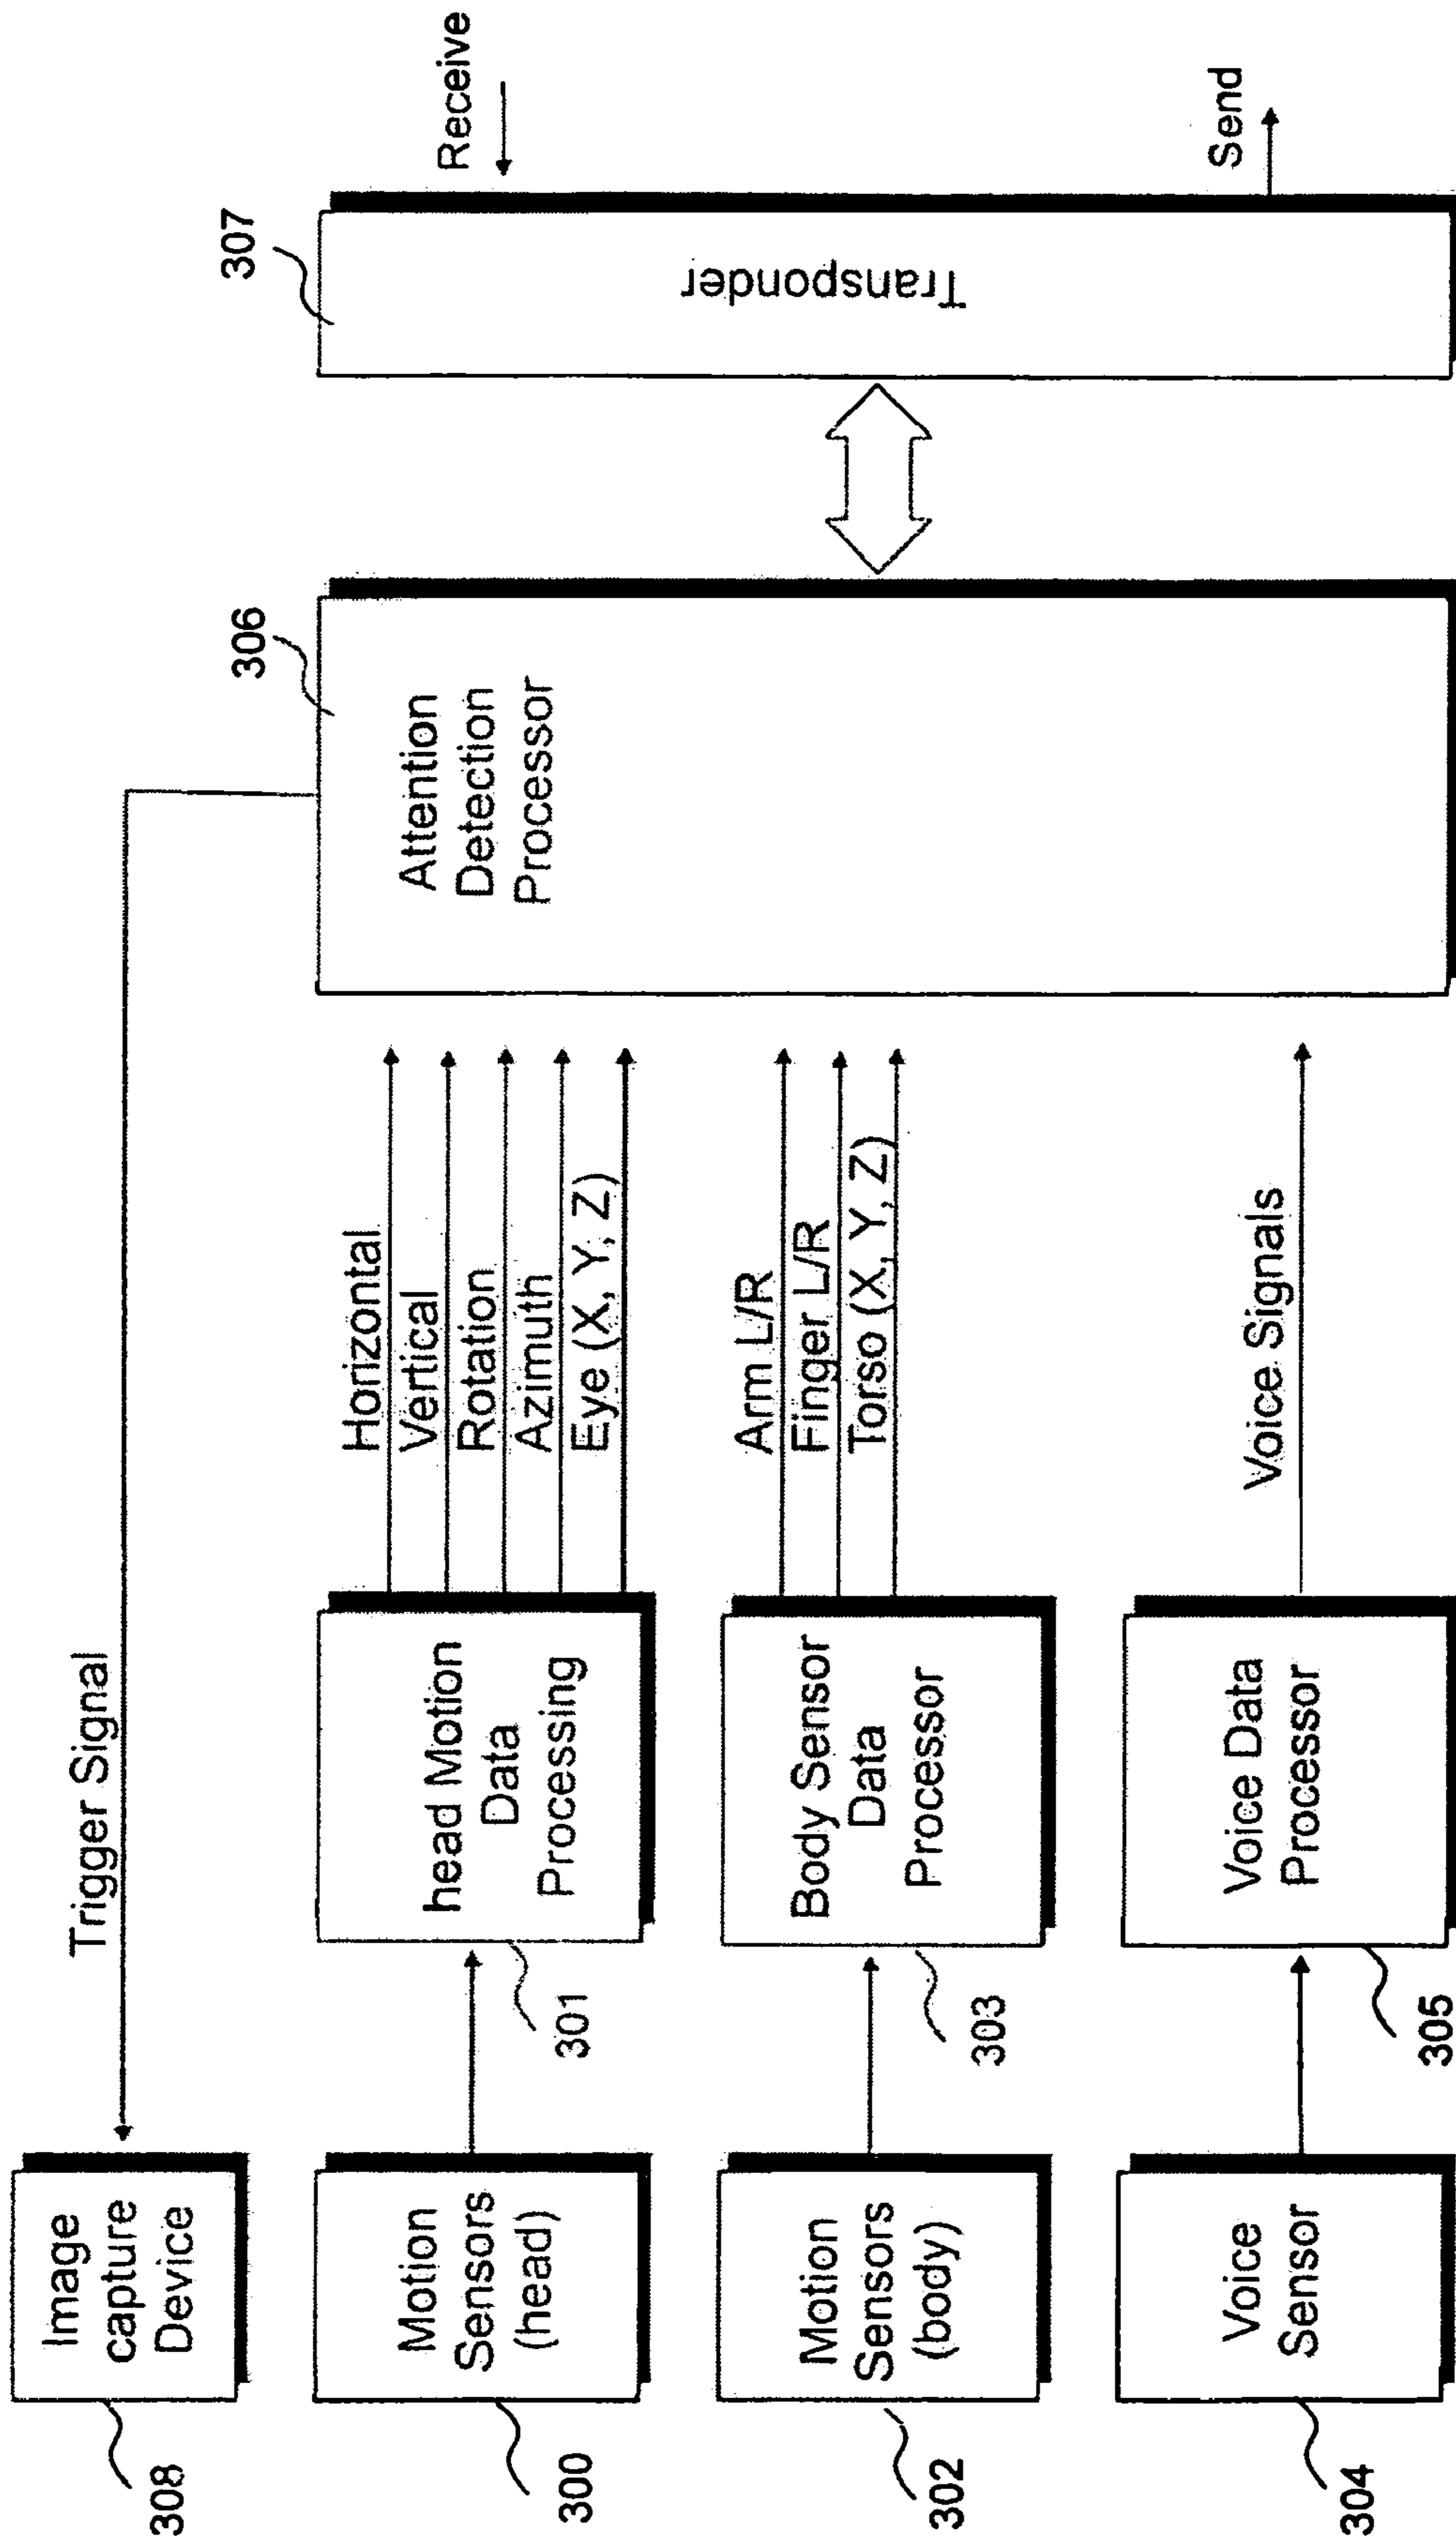 Trigger Signal
Image
capture
Device
308
Motion
Sensors
(head)
300
head Motion
Data
Processing
301
Horizontal
Vertical
Rotation
Azimuth
Eye (X, Y, Z)
Motion
Sensors
(body)
302
Body Sensor
Data
Processor
303
Arm L/R
Finger L/R
Torso (X, Y, Z)
Voice
Sensor
304
Voice Data
Processor
305
Voice Signals
306
Attention
Detection
Processor
307
Transponder
Receive
Send